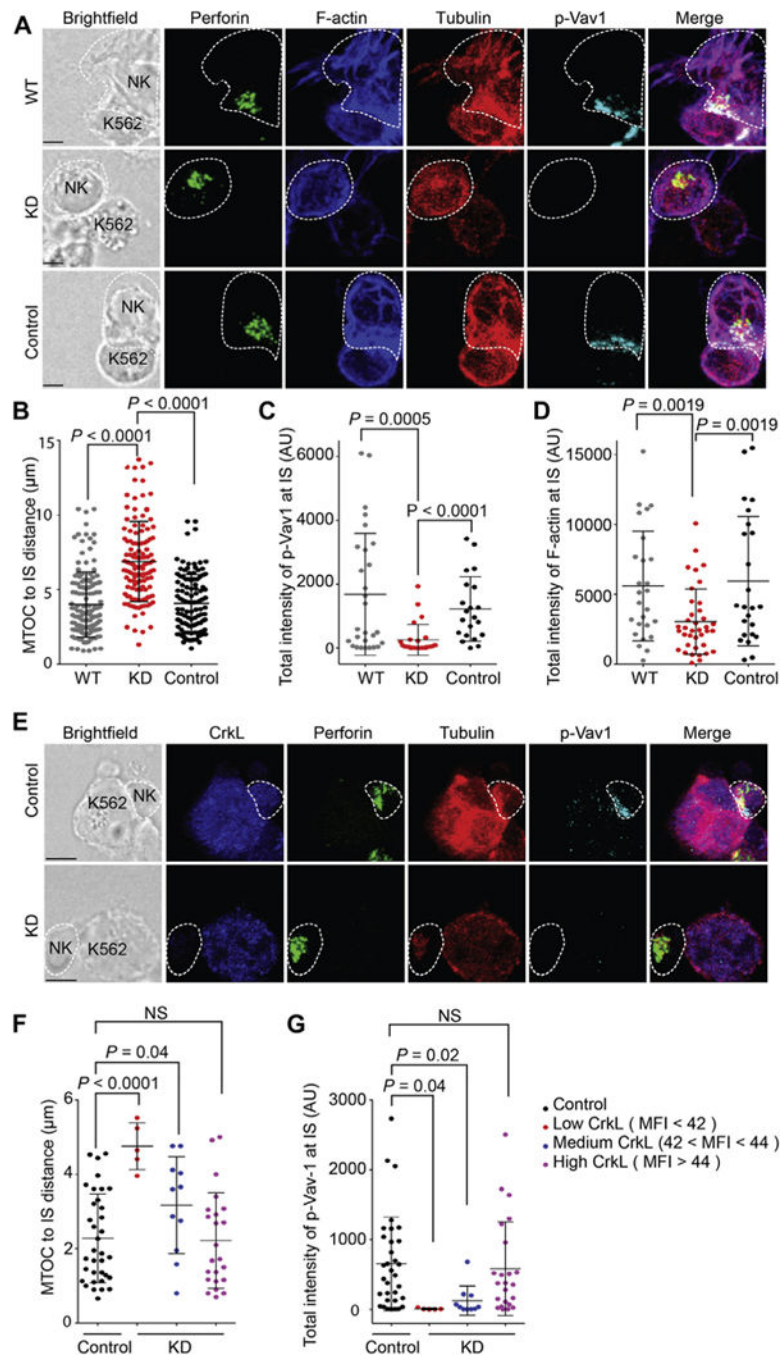 A
Brightfield Perforin F-actin Tubulin p-Vav1 Merge
WT
NK
K562
KD
NK
K562
Control
NK
K562
B
P < 0.0001
P < 0.0001
MTOC to IS distance (µm)
15
10
5
0
WT KD Control
C
P = 0.0005
P < 0.0001
Total intensity of p-Vav1 at IS (AU)
6000
4000
2000
0
WT KD Control
D
P = 0.0019
P = 0.0019
Total intensity of F-actin at IS (AU)
15000
10000
5000
0
WT KD Control
E
Brightfield CrkL Perforin Tubulin p-Vav1 Merge
Control
K562 NK
KD
NK K562
F
NS
P = 0.04
P < 0.0001
MTOC to IS distance (µm)
6
4
2
0
Control KD
G
NS
P = 0.02
P = 0.04
Total intensity of p-Vav-1 at IS (AU)
3000
2000
1000
0
Control KD
Control
Low CrkL ( MFI < 42 )
Medium CrkL (42 < MFI < 44 )
High CrkL ( MFI > 44 )